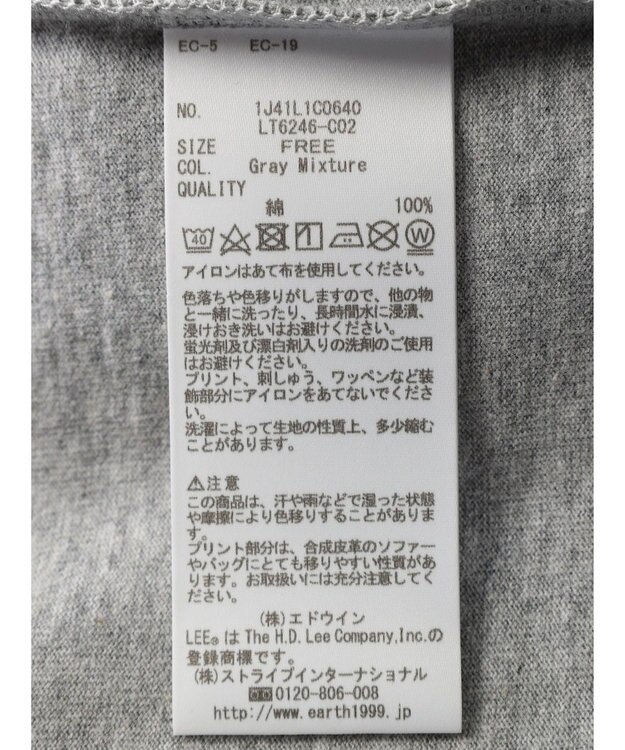 EC-5 EC-19
NO. 1J41L1C0640
LT6246-C02
SIZE FREE
COL. Gray Mixture
QUALITY
綿 100%
40 W
アイロンはあて布を使用してください。
色落ちや色移りがしますので、他の物
と一緒に洗ったり、長時間水に浸漬、
浸けおき洗いはお避けください。
蛍光剤及び漂白剤入りの洗剤のご使用
はお避けください。
プリント、刺しゅう、ワッペンなど装
飾部分にアイロンをあてないでくださ
い。
洗濯によって生地の性質上、多少縮む
ことがあります。
⚠注意
この商品は、汗や雨などで湿った状態
や摩擦により色移りすることがありま
す。
プリント部分は、合成皮革のソファー
やバッグにとても移りやすい性質があ
ります。お取扱いには充分注意してく
ださい。
(株)エドウイン
LEE® は The H.D. Lee Company,Inc.の
登録商標です。
(株)ストライプインターナショナル
0120-806-008
http://www.earth1999.jp